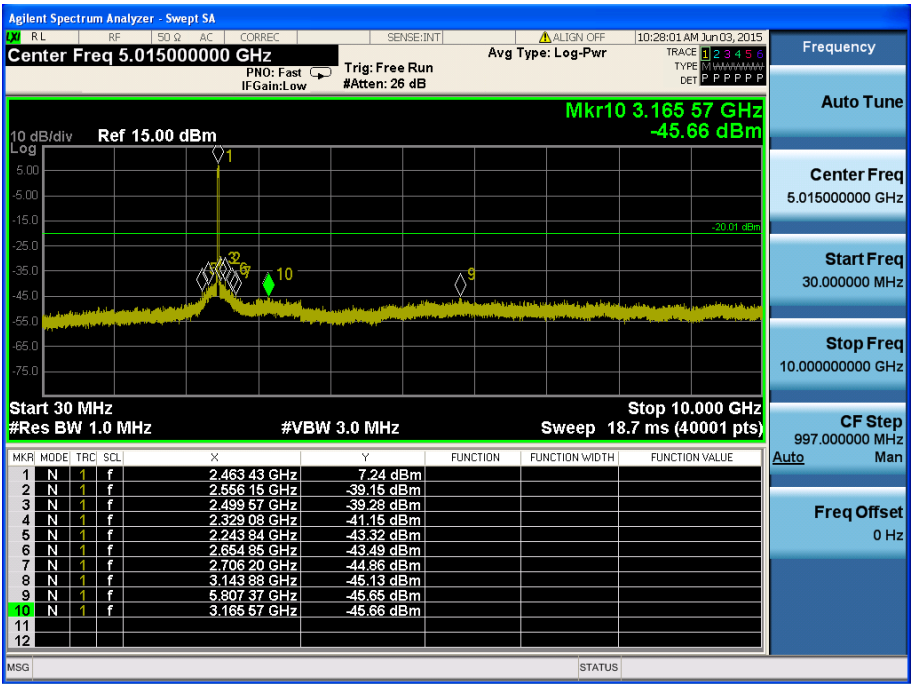 Agilent Spectrum Analyzer - Swept SA
LXI RL RF 50 Ω AC CORREC SENSE:INT ALIGN OFF 10:28:01 AM Jun 03, 2015
Center Freq 5.015000000 GHz
PNO: Fast
IFGain:Low
Trig: Free Run
#Atten: 26 dB
Avg Type: Log-Pwr
TRACE 1 2 3 4 5 6
TYPE M
DET P P P P P P
Mkr10 3.165 57 GHz
-45.66 dBm
10 dB/div Ref 15.00 dBm
Log
5.00
-5.00
-15.0
-25.0
-35.0
-45.0
-55.0
-65.0
-75.0
1
-20.01 dBm
10
9
Start 30 MHz Stop 10.000 GHz
#Res BW 1.0 MHz #VBW 3.0 MHz Sweep 18.7 ms (40001 pts)
MKR MODE TRC SCL X Y FUNCTION FUNCTION WIDTH FUNCTION VALUE
1 N 1 f 2.463 43 GHz 7.24 dBm
2 N 1 f 2.556 15 GHz -39.15 dBm
3 N 1 f 2.499 57 GHz -39.28 dBm
4 N 1 f 2.329 08 GHz -41.15 dBm
5 N 1 f 2.243 84 GHz -43.32 dBm
6 N 1 f 2.654 85 GHz -43.49 dBm
7 N 1 f 2.706 20 GHz -44.86 dBm
8 N 1 f 3.143 88 GHz -45.13 dBm
9 N 1 f 5.807 37 GHz -45.65 dBm
10 N 1 f 3.165 57 GHz -45.66 dBm
11
12
MSG STATUS
Frequency
Auto Tune
Center Freq
5.015000000 GHz
Start Freq
30.000000 MHz
Stop Freq
10.000000000 GHz
CF Step
997.000000 MHz
Auto Man
Freq Offset
0 Hz